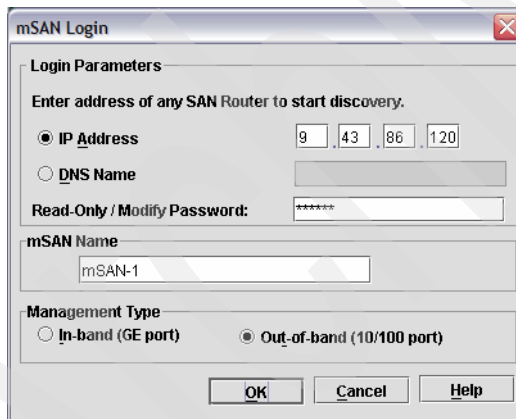 mSAN Login
Login Parameters
Enter address of any SAN Router to start discovery.
IP Address 9 . 43 . 86 . 120
DNS Name
Read-Only / Modify Password: ******
mSAN Name
mSAN-1
Management Type
In-band (GE port) Out-of-band (10/100 port)
OK Cancel Help